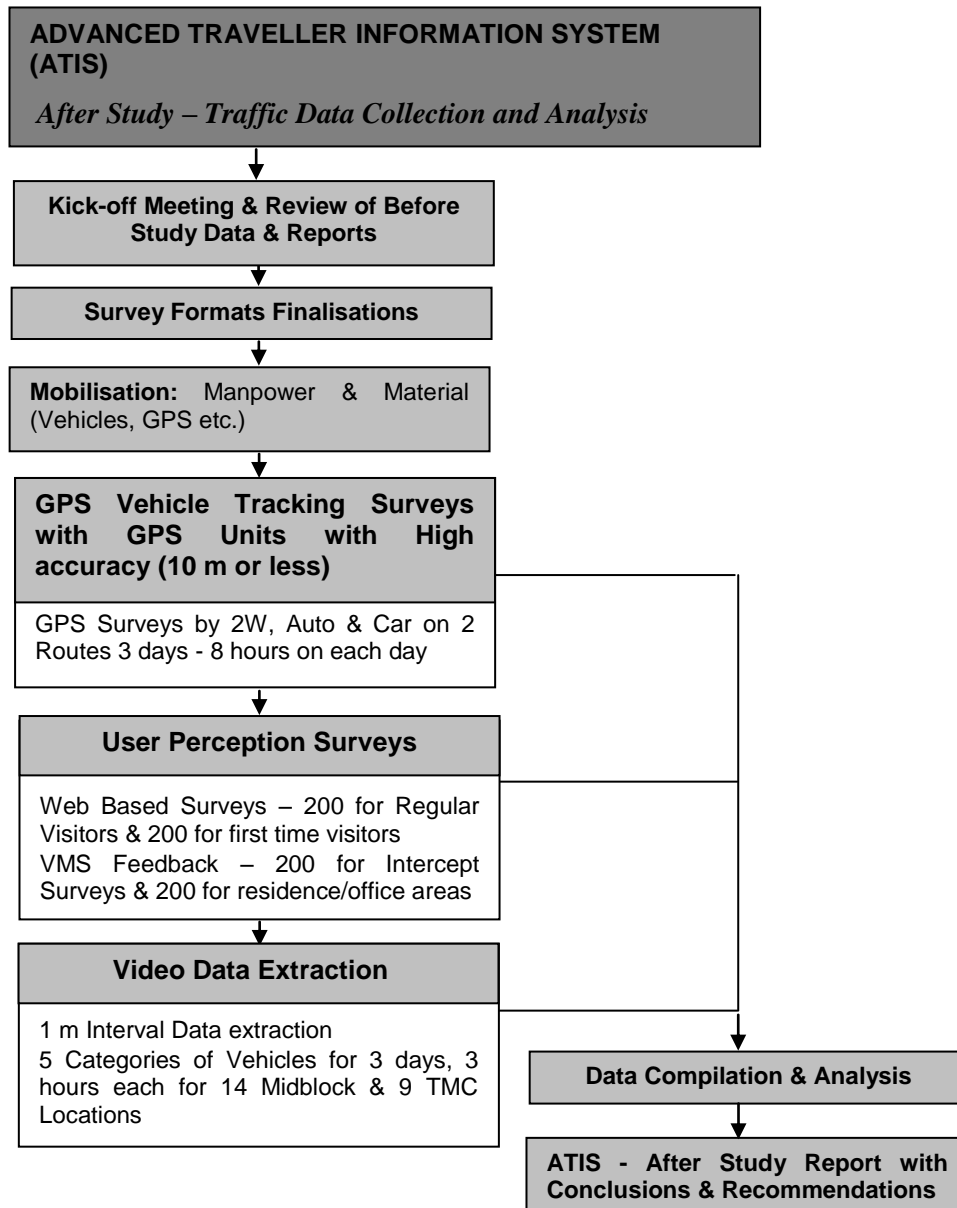 ADVANCED TRAVELLER INFORMATION SYSTEM
(ATIS)
After Study – Traffic Data Collection and Analysis
Kick-off Meeting & Review of Before
Study Data & Reports
Survey Formats Finalisations
Mobilisation: Manpower & Material
(Vehicles, GPS etc.)
GPS Vehicle Tracking Surveys
with GPS Units with High
accuracy (10 m or less)
GPS Surveys by 2W, Auto & Car on 2
Routes 3 days - 8 hours on each day
User Perception Surveys
Web Based Surveys – 200 for Regular
Visitors & 200 for first time visitors
VMS Feedback – 200 for Intercept
Surveys & 200 for residence/office areas
Video Data Extraction
1 m Interval Data extraction
5 Categories of Vehicles for 3 days, 3
hours each for 14 Midblock & 9 TMC
Locations
Data Compilation & Analysis
ATIS - After Study Report with
Conclusions & Recommendations